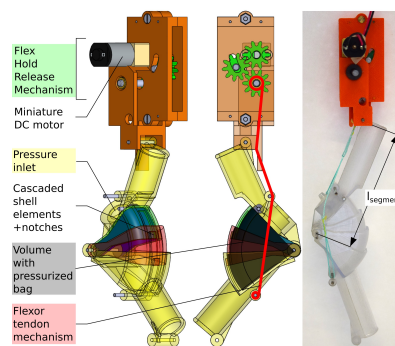 Flex
Hold
Release
Mechanism
Miniature
DC motor
Pressure
inlet
Cascaded
shell
elements
+notches
Volume
with
pressurized
bag
Flexor
tendon
mechanism
lsegment